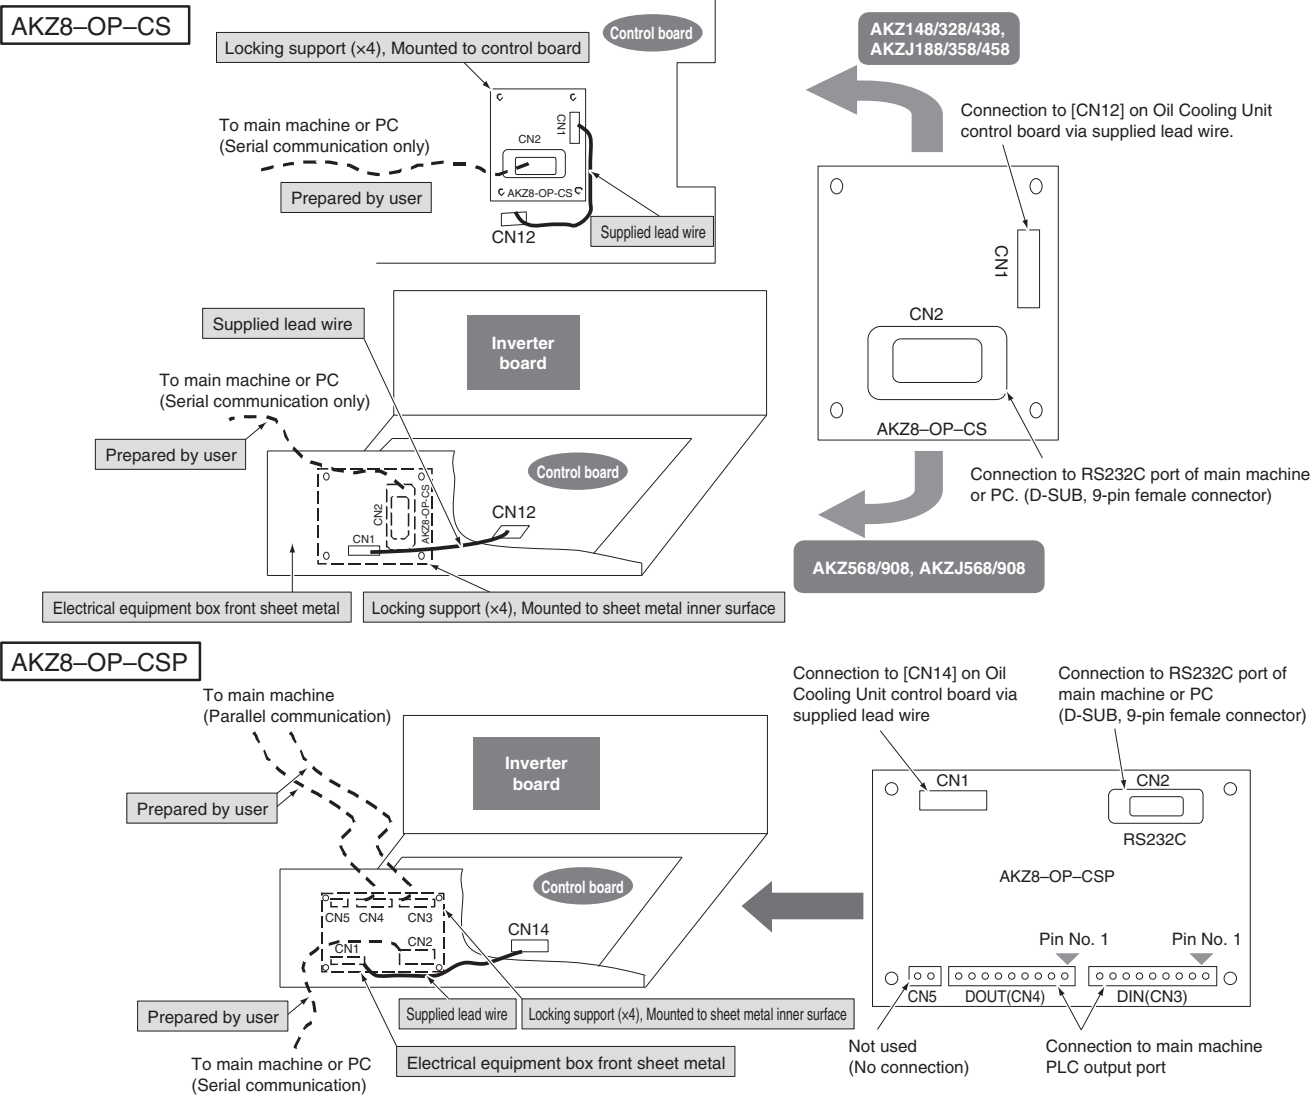 AKZ8–OP–CS
Locking support (×4), Mounted to control board
Control board
To main machine or PC
(Serial communication only)
Prepared by user
CN1
CN2
AKZ8-OP-CS
CN12
Supplied lead wire
AKZ148/328/438,
AKZJ188/358/458
Connection to [CN12] on Oil Cooling Unit
control board via supplied lead wire.
CN1
CN2
AKZ8–OP–CS
Connection to RS232C port of main machine
or PC. (D-SUB, 9-pin female connector)
AKZ568/908, AKZJ568/908
Supplied lead wire
Inverter
board
To main machine or PC
(Serial communication only)
Prepared by user
Control board
CN2
AKZ8-OP-CS
CN1
CN12
Electrical equipment box front sheet metal
Locking support (×4), Mounted to sheet metal inner surface
AKZ8–OP–CSP
To main machine
(Parallel communication)
Prepared by user
Inverter
board
Control board
CN5
CN4
CN3
CN1
CN2
CN14
Prepared by user
Supplied lead wire
Locking support (×4), Mounted to sheet metal inner surface
To main machine or PC
(Serial communication)
Electrical equipment box front sheet metal
Connection to [CN14] on Oil
Cooling Unit control board via
supplied lead wire
Connection to RS232C port of
main machine or PC
(D-SUB, 9-pin female connector)
CN1
CN2
RS232C
AKZ8–OP–CSP
Pin No. 1
Pin No. 1
CN5
DOUT(CN4)
DIN(CN3)
Not used
(No connection)
Connection to main machine
PLC output port